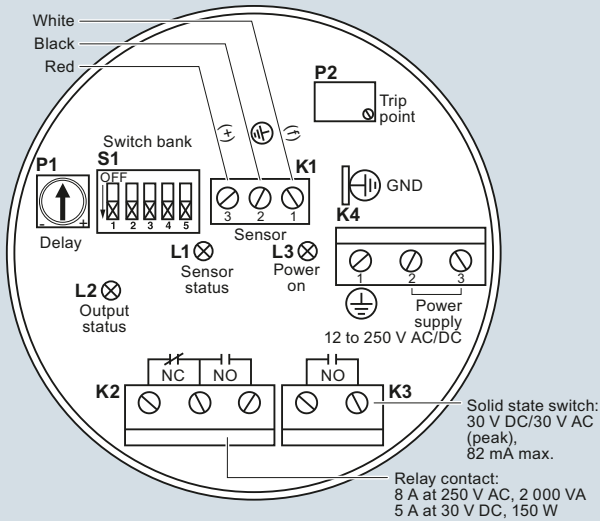 White
Black
Red
P2
Trip
point
(+)
(f)
Switch bank
P1
S1
OFF
1 2 3 4 5
- +
Delay
K1
3 2 1
Sensor
GND
K4
L1
Sensor
status
L3
Power
on
1 2 3
L2
Output
status
Power
supply
12 to 250 V AC/DC
NC
NO
NO
K2
K3
Solid state switch:
30 V DC/30 V AC
(peak),
82 mA max.
Relay contact:
8 A at 250 V AC, 2 000 VA
5 A at 30 V DC, 150 W